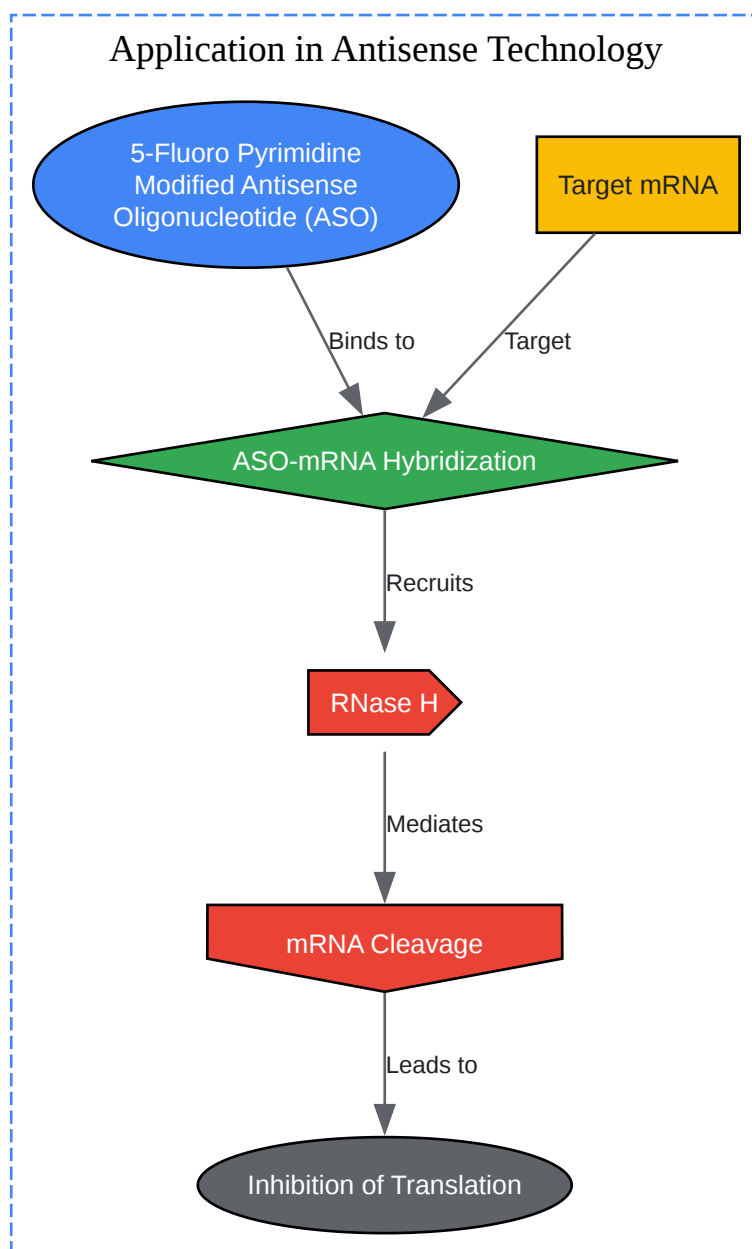 Application in Antisense Technology
5-Fluoro Pyrimidine
Modified Antisense
Oligonucleotide (ASO)
Target mRNA
Binds to
Target
ASO-mRNA Hybridization
Recruits
RNase H
Mediates
mRNA Cleavage
Leads to
Inhibition of Translation